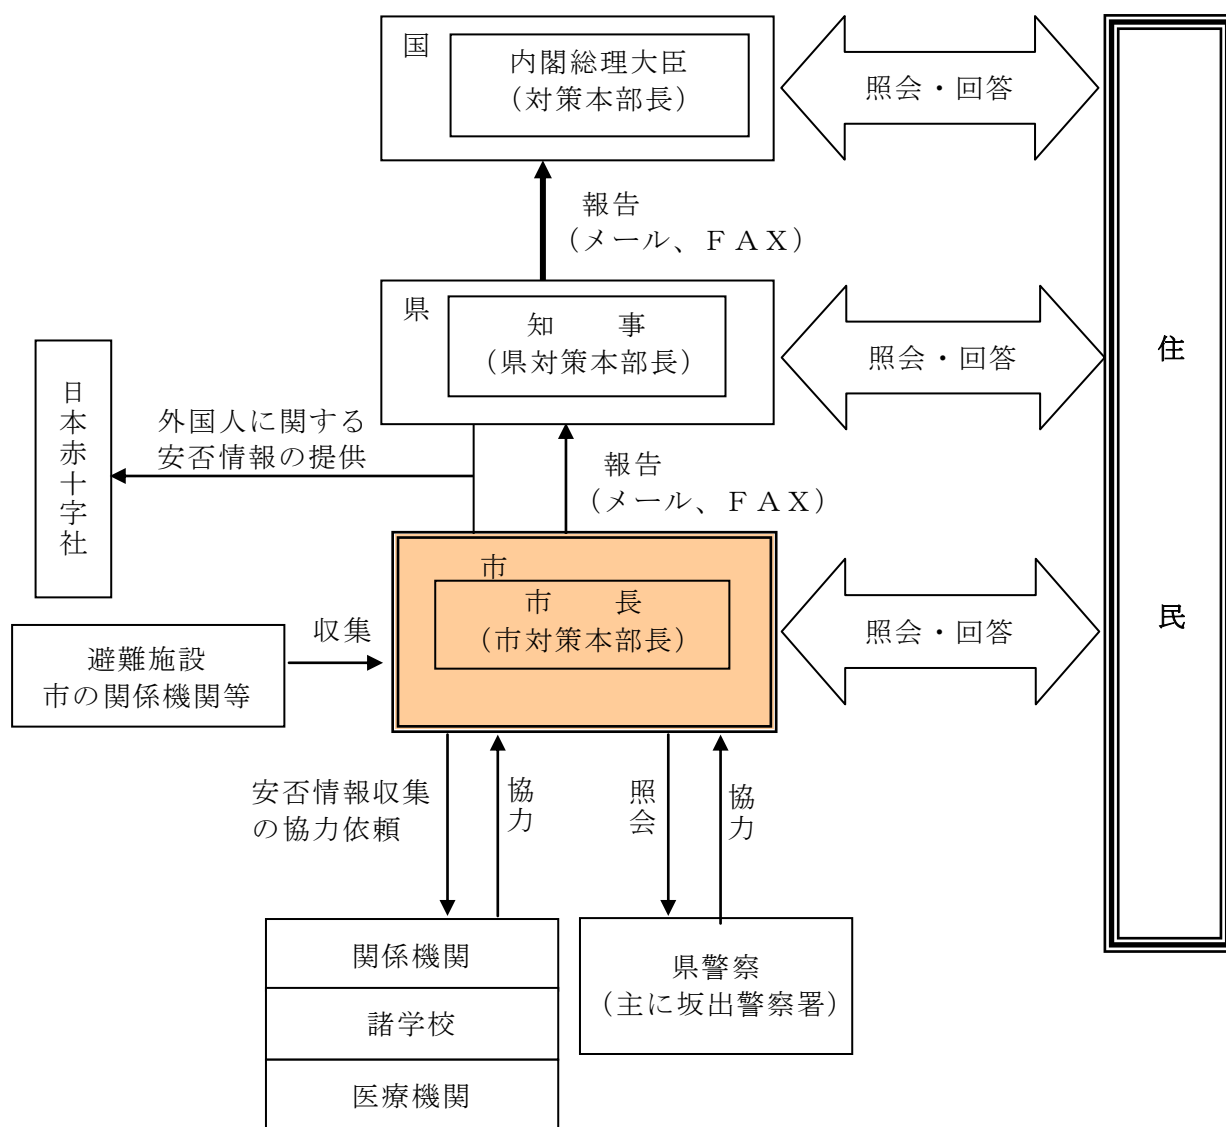 国
内閣総理大臣
（対策本部長）
照会・回答
報告
（メール、ＦＡＸ）
県
知　　事
（県対策本部長）
照会・回答
住
民
日本赤十字社
外国人に関する
安否情報の提供
報告
（メール、ＦＡＸ）
市
市　　長
（市対策本部長）
照会・回答
収集
避難施設
市の関係機関等
安否情報収集
の協力依頼
協力
照会
協力
関係機関
諸学校
医療機関
県警察
（主に坂出警察署）